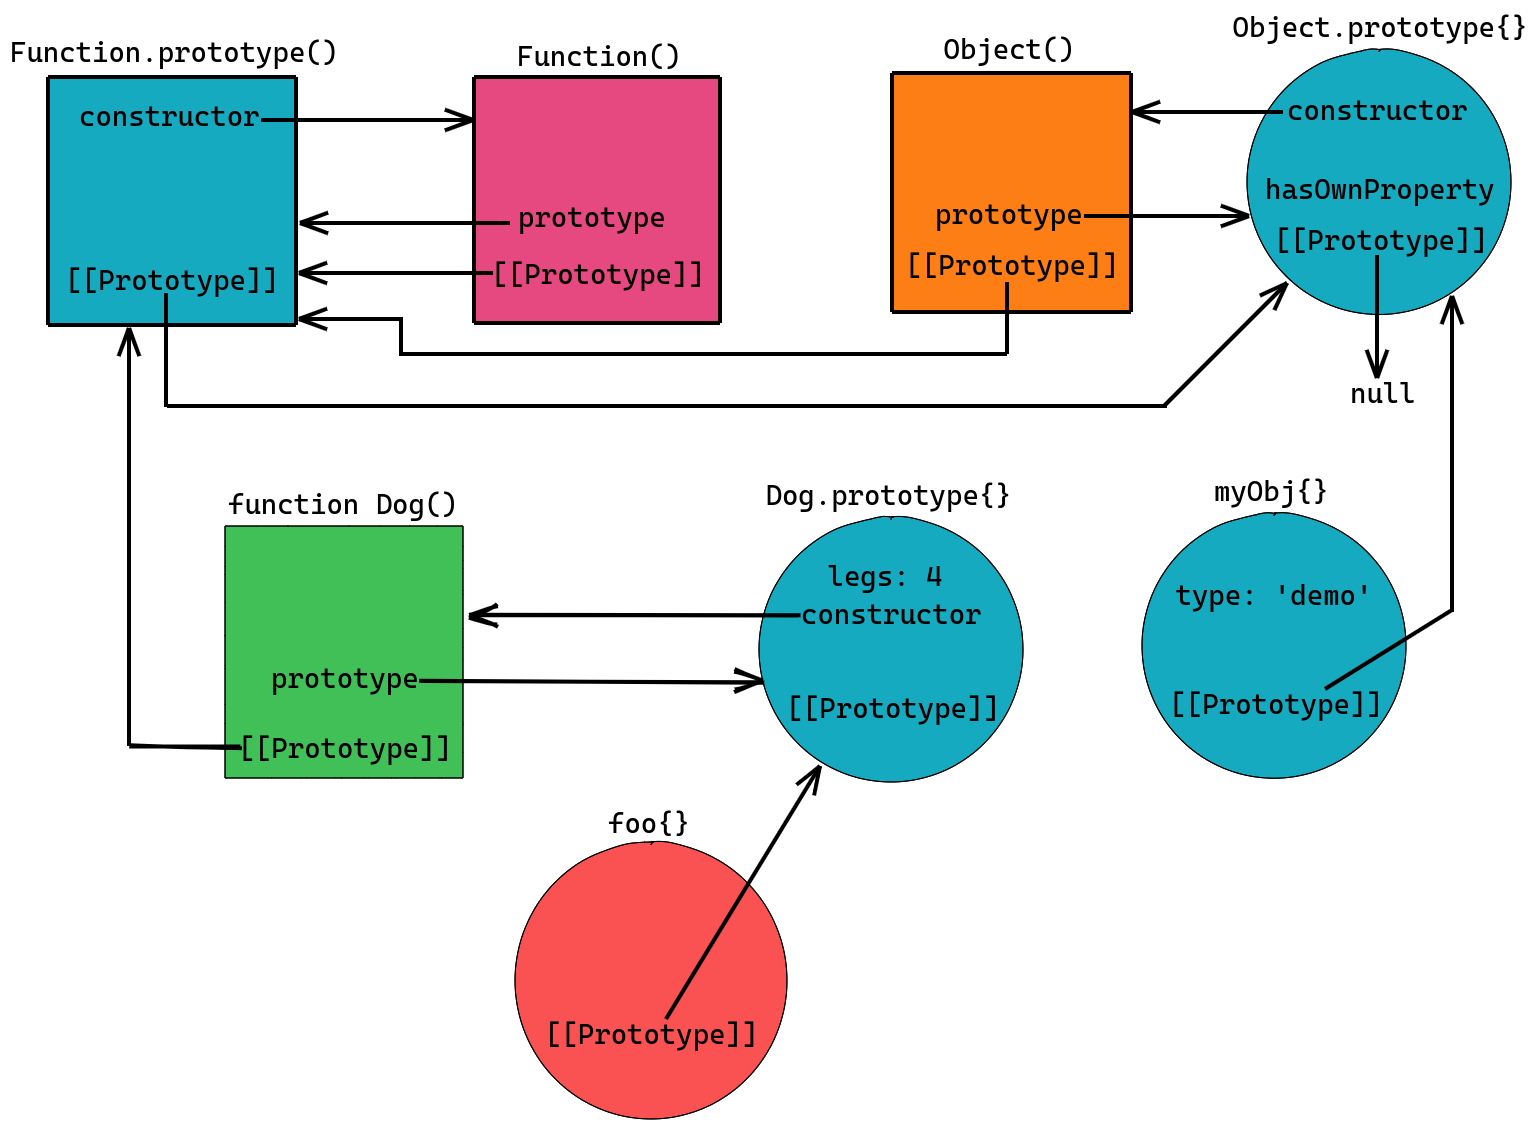 Function.prototype()
constructor
[[Prototype]]
Function()
prototype
[[Prototype]]
Object()
prototype
[[Prototype]]
Object.prototype{}
constructor
hasOwnProperty
[[Prototype]]
null
function Dog()
prototype
[[Prototype]]
Dog.prototype{}
legs: 4
constructor
[[Prototype]]
myObj{}
type: 'demo'
[[Prototype]]
foo{}
[[Prototype]]